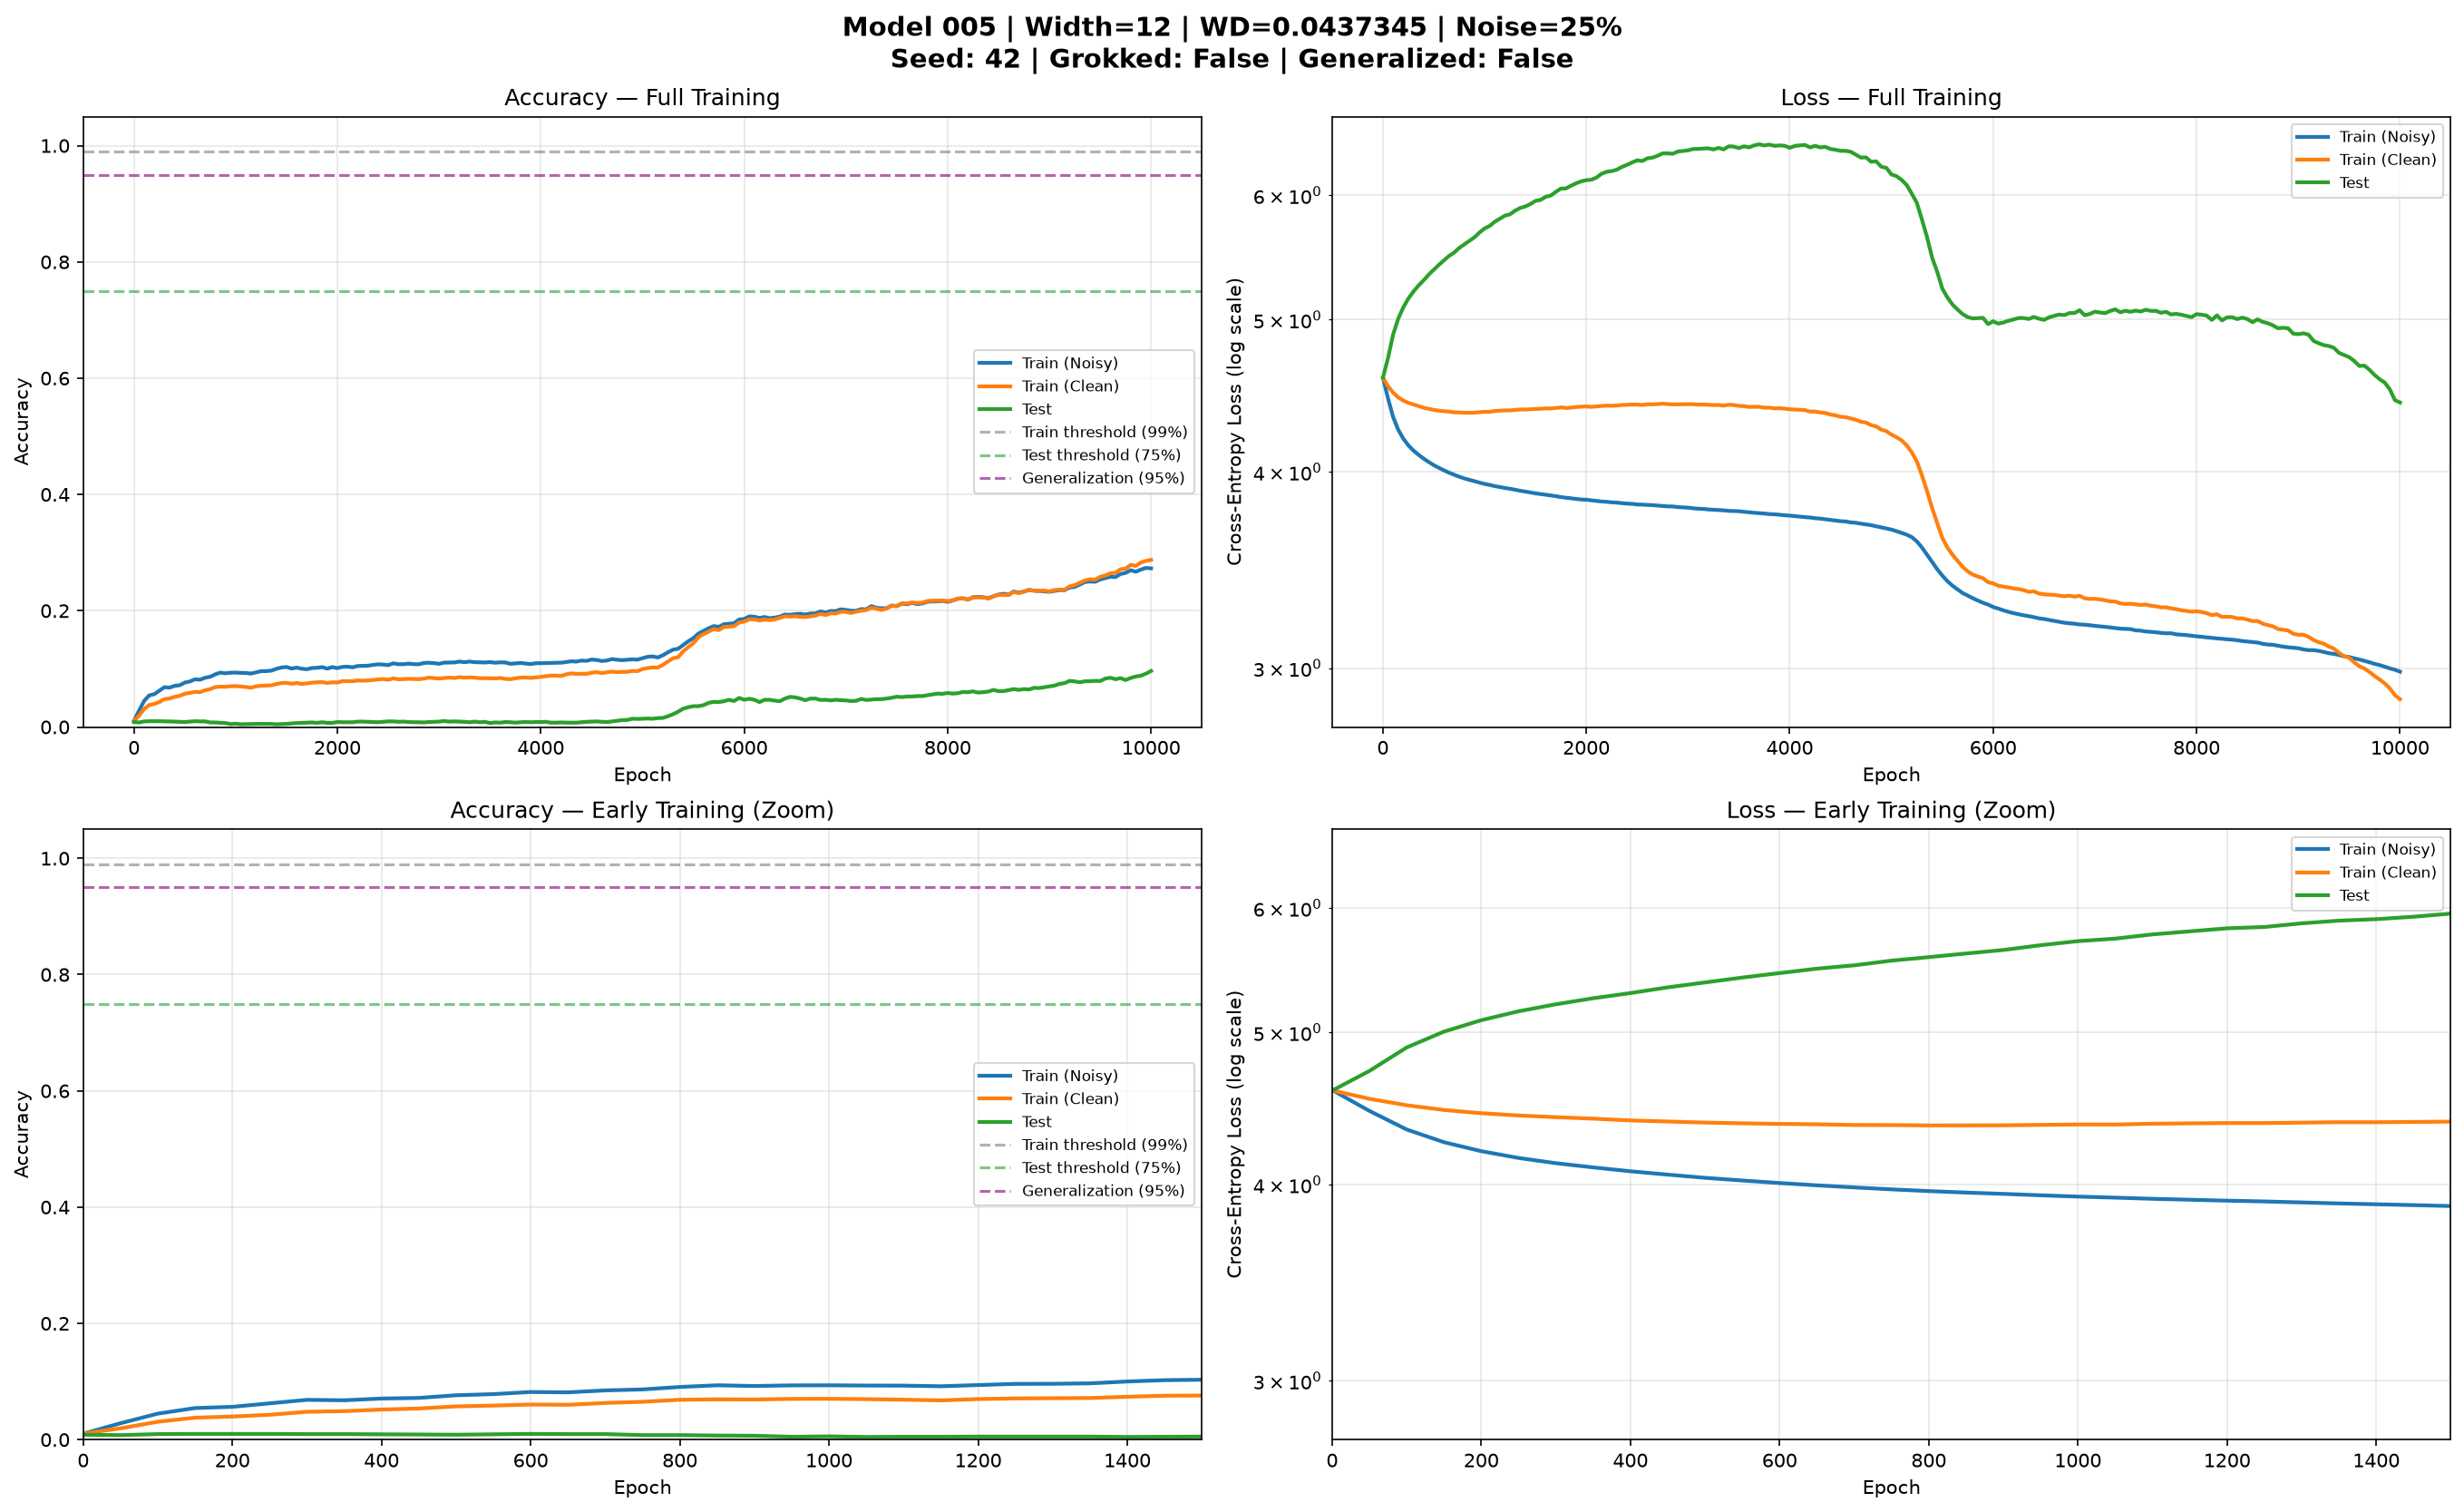 Model 005 | Width=12 | WD=0.0437345 | Noise=25%
Seed: 42 | Grokked: False | Generalized: False
Accuracy — Full Training
Accuracy
1.0
0.8
0.6
0.4
0.2
0.0
0 2000 4000 6000 8000 10000
Epoch
Train (Noisy)
Train (Clean)
Test
Train threshold (99%)
Test threshold (75%)
Generalization (95%)
Loss — Full Training
Cross-Entropy Loss (log scale)
6 × 10⁰
5 × 10⁰
4 × 10⁰
3 × 10⁰
0 2000 4000 6000 8000 10000
Epoch
Train (Noisy)
Train (Clean)
Test
Accuracy — Early Training (Zoom)
Accuracy
1.0
0.8
0.6
0.4
0.2
0.0
0 200 400 600 800 1000 1200 1400
Epoch
Train (Noisy)
Train (Clean)
Test
Train threshold (99%)
Test threshold (75%)
Generalization (95%)
Loss — Early Training (Zoom)
Cross-Entropy Loss (log scale)
6 × 10⁰
5 × 10⁰
4 × 10⁰
3 × 10⁰
0 200 400 600 800 1000 1200 1400
Epoch
Train (Noisy)
Train (Clean)
Test